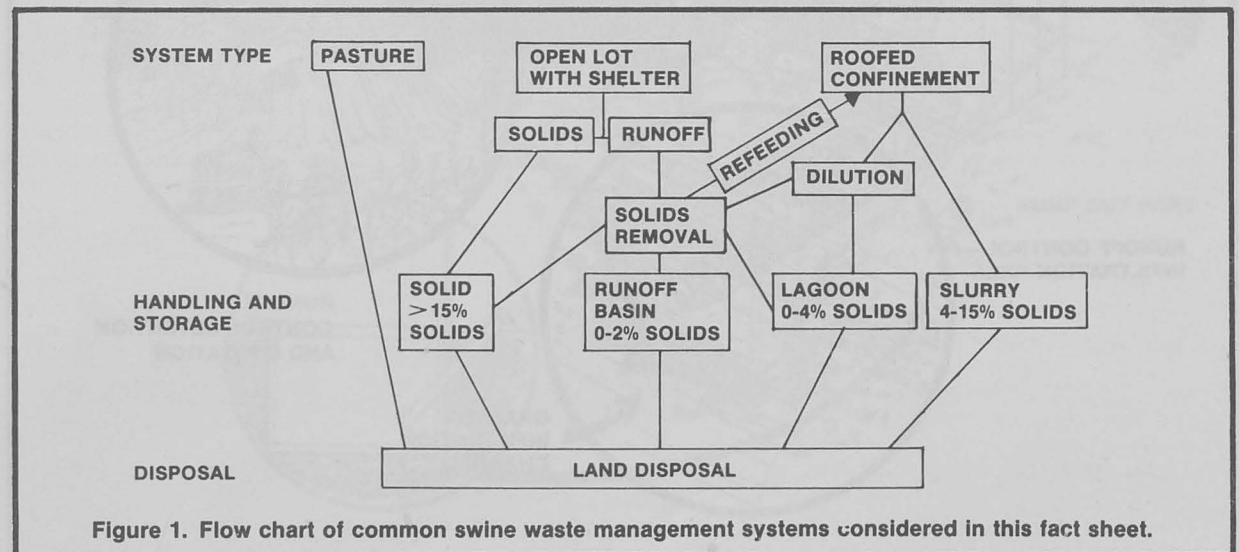 SYSTEM TYPE
PASTURE
OPEN LOT
WITH SHELTER
ROOFED
CONFINEMENT
SOLIDS
RUNOFF
REFEEDING
DILUTION
SOLIDS
REMOVAL
HANDLING AND
STORAGE
SOLID
>15%
SOLIDS
RUNOFF
BASIN
0-2% SOLIDS
LAGOON
0-4% SOLIDS
SLURRY
4-15% SOLIDS
DISPOSAL
LAND DISPOSAL
Figure 1. Flow chart of common swine waste management systems considered in this fact sheet.